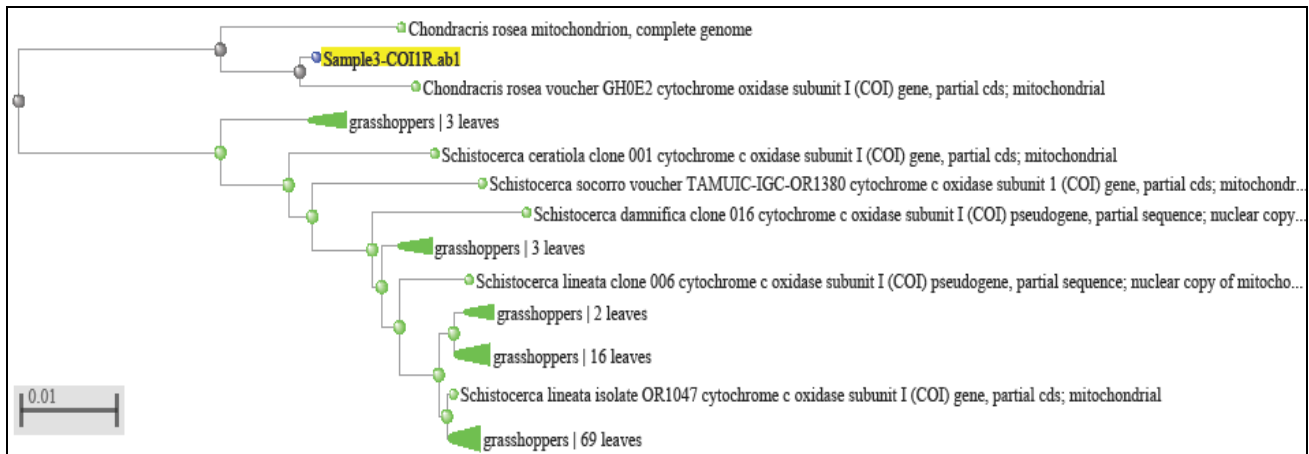 Chondracris rosea mitochondrion, complete genome
Sample3-COI1R.ab1
Chondracris rosea voucher GH0E2 cytochrome oxidase subunit I (COI) gene, partial cds; mitochondrial
grasshoppers | 3 leaves
Schistocerca ceratiola clone 001 cytochrome c oxidase subunit I (COI) gene, partial cds; mitochondrial
Schistocerca socorro voucher TAMUIC-IGC-OR1380 cytochrome c oxidase subunit 1 (COI) gene, partial cds; mitochondr...
Schistocerca damnifica clone 016 cytochrome c oxidase subunit I (COI) pseudogene, partial sequence; nuclear copy...
grasshoppers | 3 leaves
Schistocerca lineata clone 006 cytochrome c oxidase subunit I (COI) pseudogene, partial sequence; nuclear copy of mitocho...
grasshoppers | 2 leaves
grasshoppers | 16 leaves
Schistocerca lineata isolate OR1047 cytochrome c oxidase subunit I (COI) gene, partial cds; mitochondrial
grasshoppers | 69 leaves
0.01